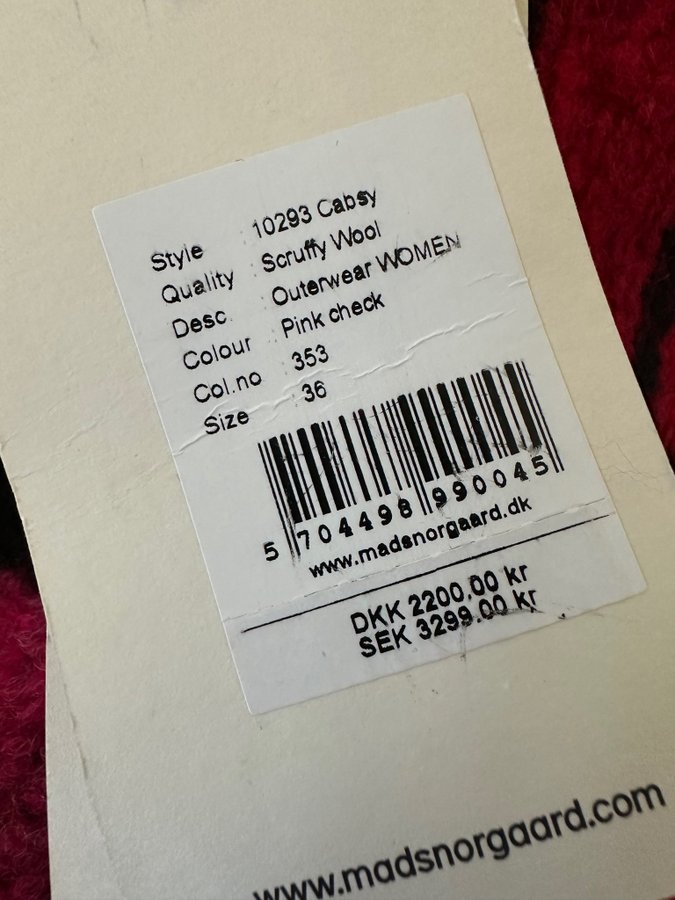 Style : 10293 Cabsy
Quality : Scruffy Wool
Desc : Outerwear WOMEN
Colour : Pink check
Col.no : 353
Size : 36
5 704498 990045
www.madsnorgaard.dk
DKK 2200.00 kr
SEK 3299.00 kr
www.madsnorgaard.com